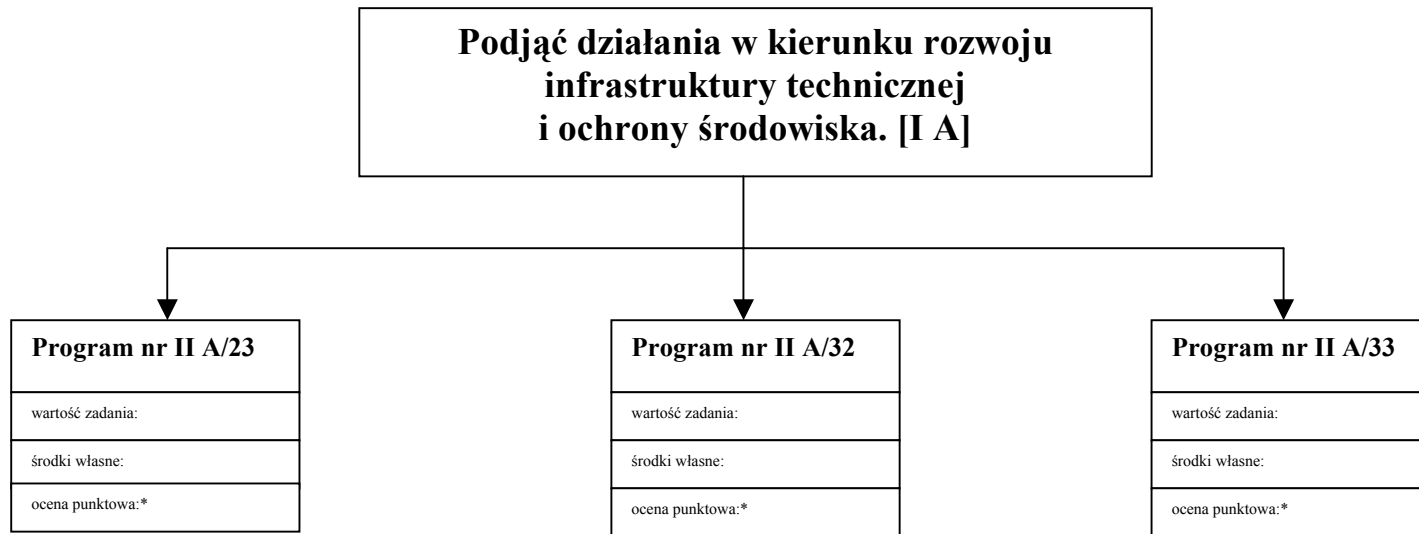 Podjąć działania w kierunku rozwoju
infrastruktury technicznej
i ochrony środowiska. [I A]
Program nr II A/23
wartość zadania:
środki własne:
ocena punktowa:*
Program nr II A/32
wartość zadania:
środki własne:
ocena punktowa:*
Program nr II A/33
wartość zadania:
środki własne:
ocena punktowa:*